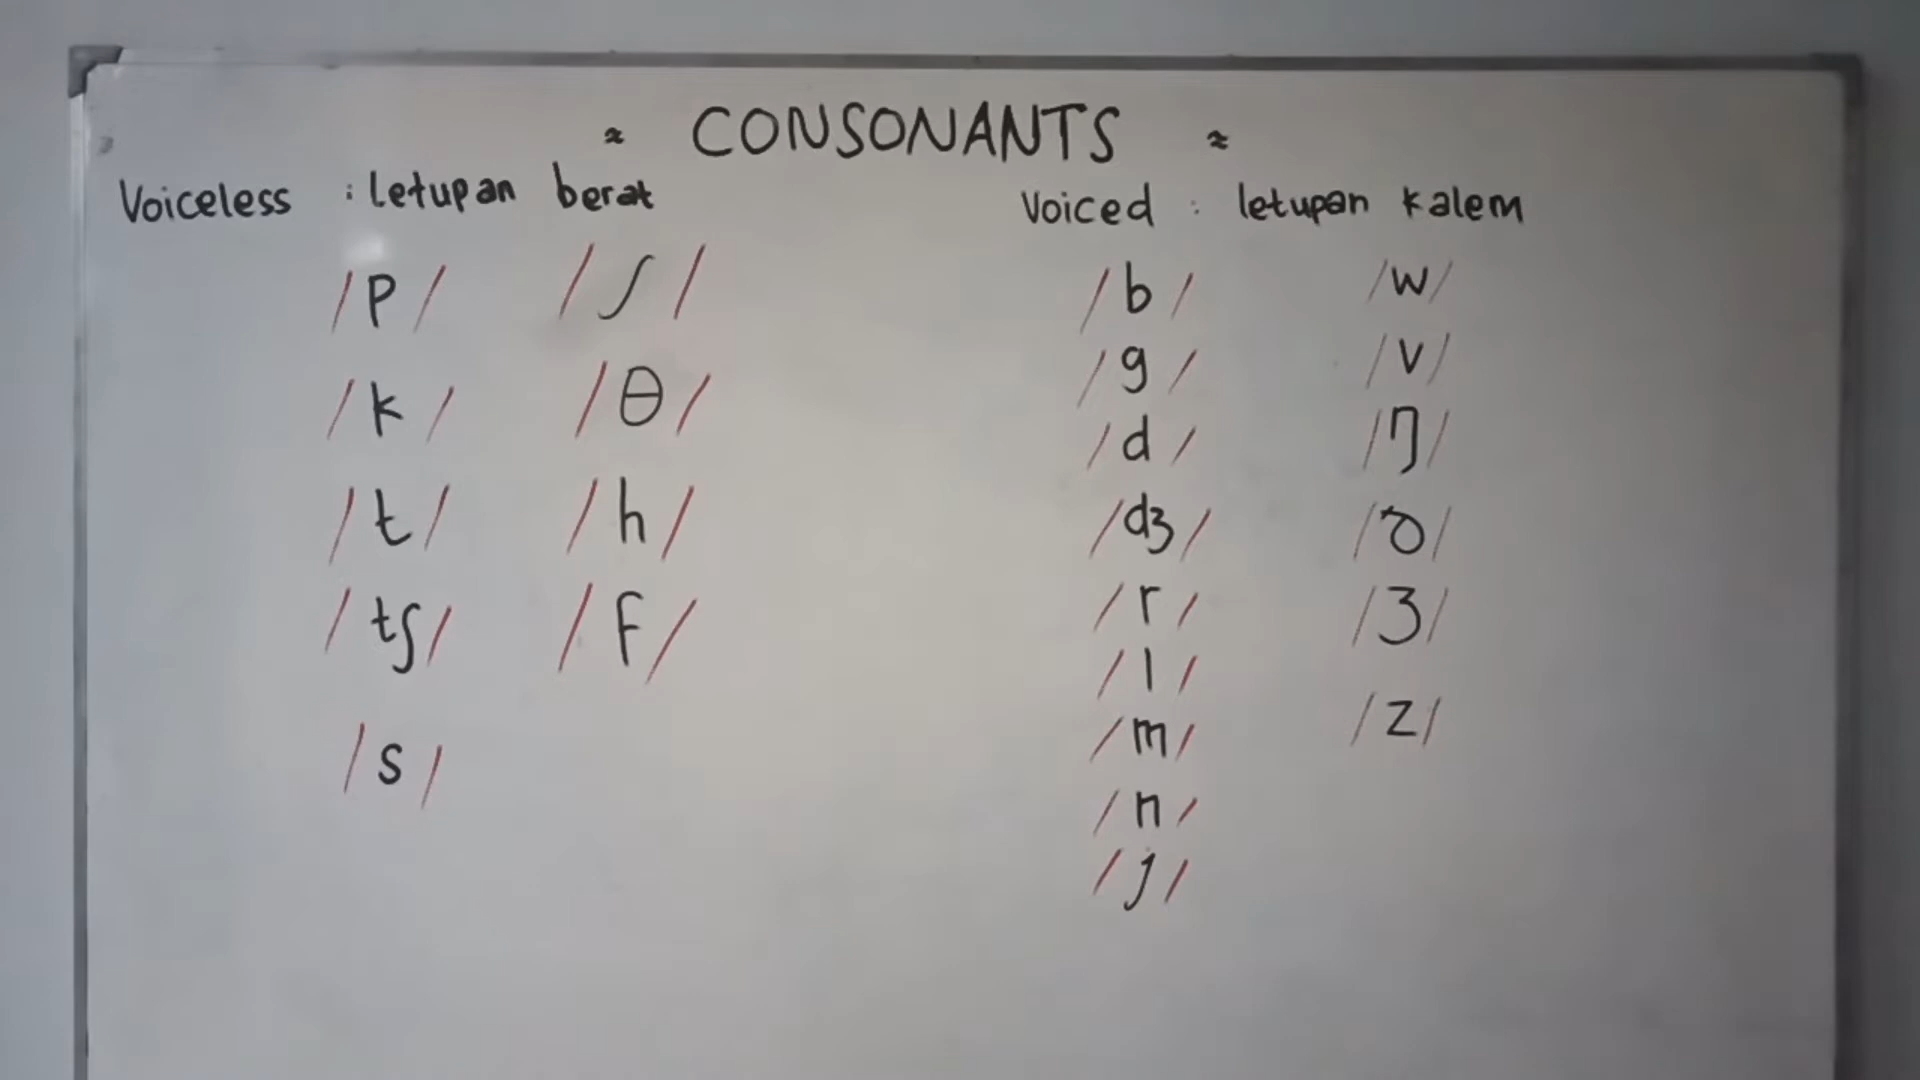 ≈ CONSONANTS ≈
Voiceless : letupan berat
/p/ /ʃ/
/k/ /θ/
/t/ /h/
/tʃ/ /f/
/s/
Voiced : letupan kalem
/b/ /w/
/g/ /v/
/d/ /ŋ/
/dʒ/ /ð/
/r/ /ʒ/
/l/ /z/
/m/
/n/
/j/